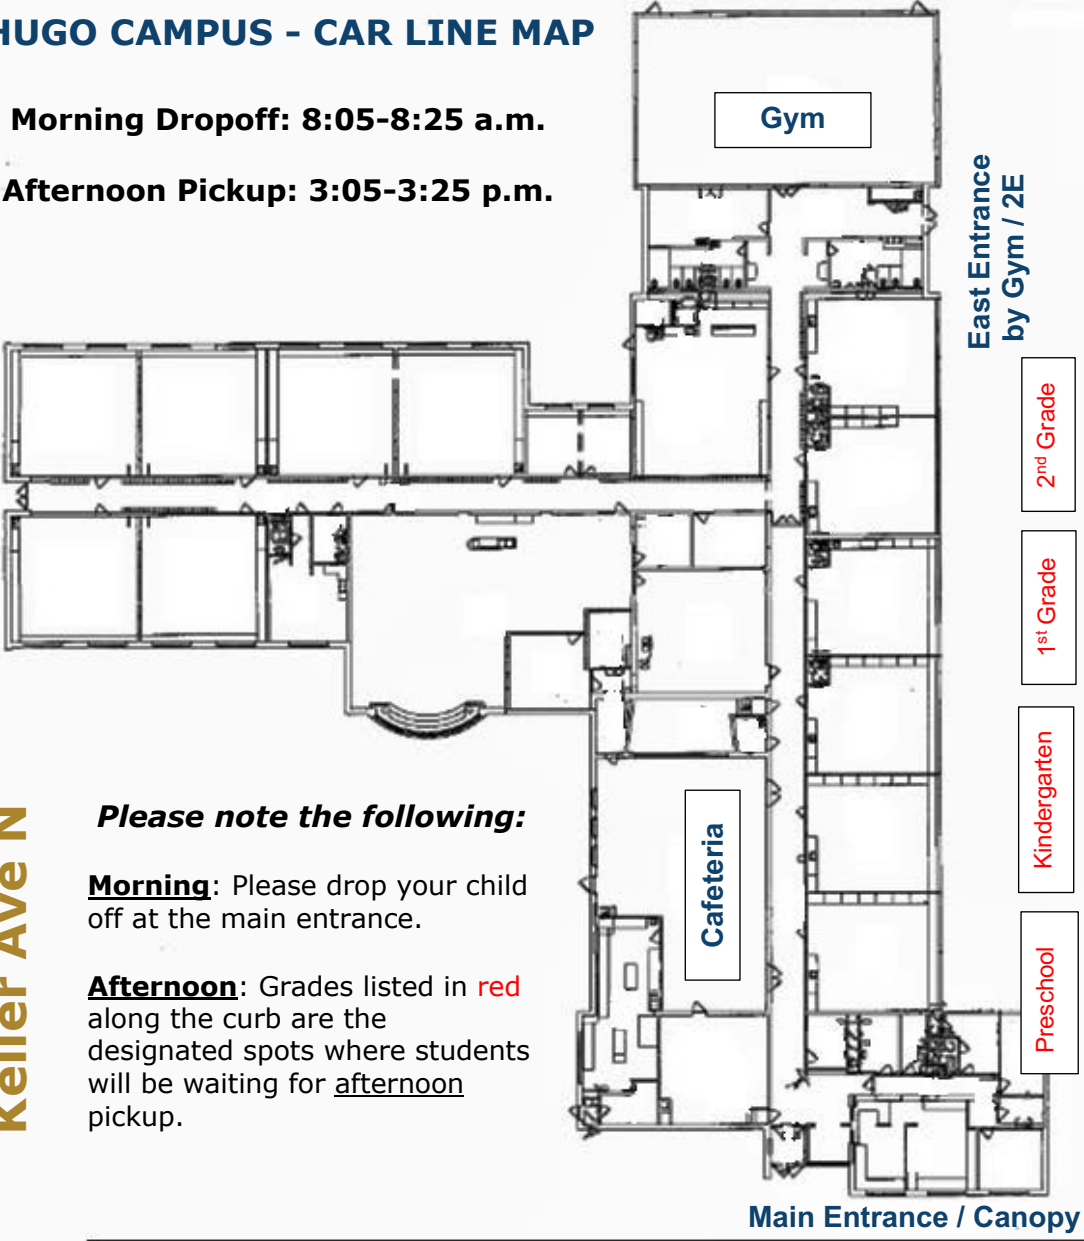 HUGO CAMPUS - CAR LINE MAP
Morning Dropoff: 8:05-8:25 a.m.
Afternoon Pickup: 3:05-3:25 p.m.
Gym
East Entrance
by Gym / 2E
2nd Grade
1st Grade
Kindergarten
Preschool
Cafeteria
Keller Ave N
Please note the following:
Morning: Please drop your child
off at the main entrance.
Afternoon: Grades listed in red
along the curb are the
designated spots where students
will be waiting for afternoon
pickup.
Main Entrance / Canopy